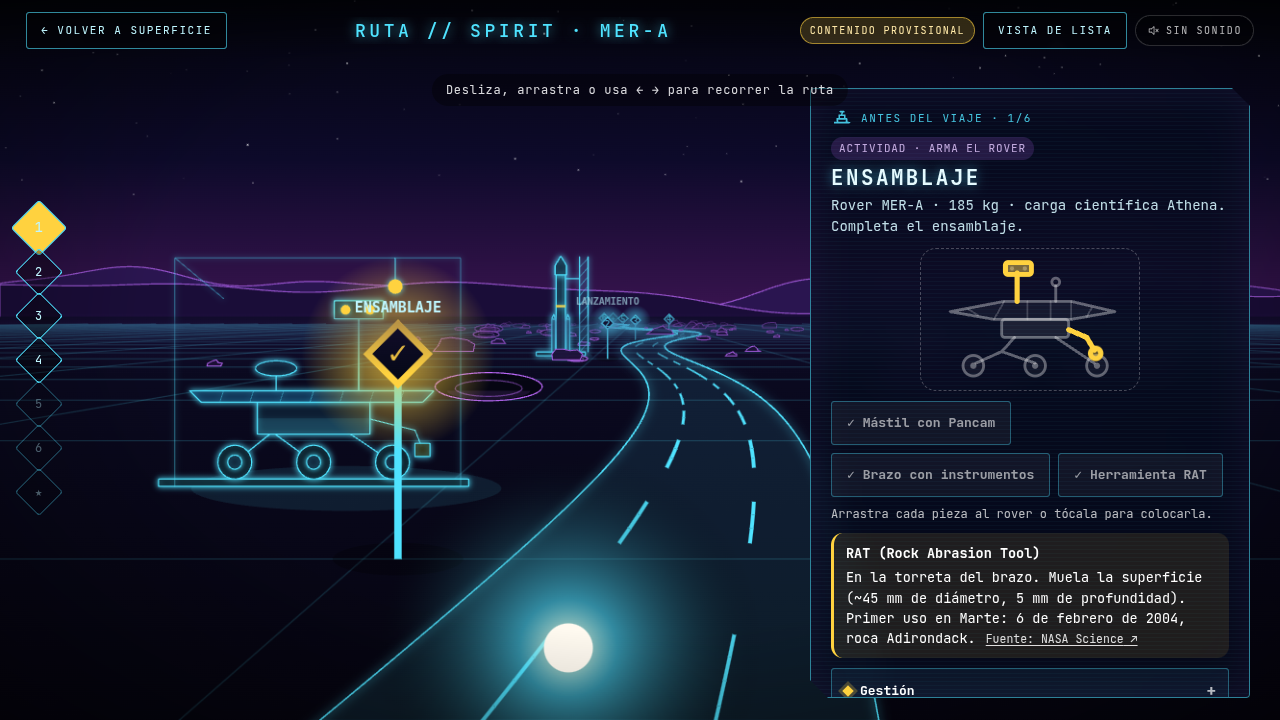 ← VOLVER A SUPERFICIE
RUTA // SPIRIT · MER-A
CONTENIDO PROVISIONAL
VISTA DE LISTA
SIN SONIDO
Desliza, arrastra o usa ← → para recorrer la ruta
1
2
3
4
5
6
★
ENSAMBLAJE
✓
LANZAMIENTO
ANTES DEL VIAJE · 1/6
ACTIVIDAD · ARMA EL ROVER
ENSAMBLAJE
Rover MER-A · 185 kg · carga científica Athena.
Completa el ensamblaje.
✓ Mástil con Pancam
✓ Brazo con instrumentos
✓ Herramienta RAT
Arrastra cada pieza al rover o tócala para colocarla.
RAT (Rock Abrasion Tool)
En la torreta del brazo. Muela la superficie
(~45 mm de diámetro, 5 mm de profundidad).
Primer uso en Marte: 6 de febrero de 2004,
roca Adirondack. Fuente: NASA Science ↗
Gestión +